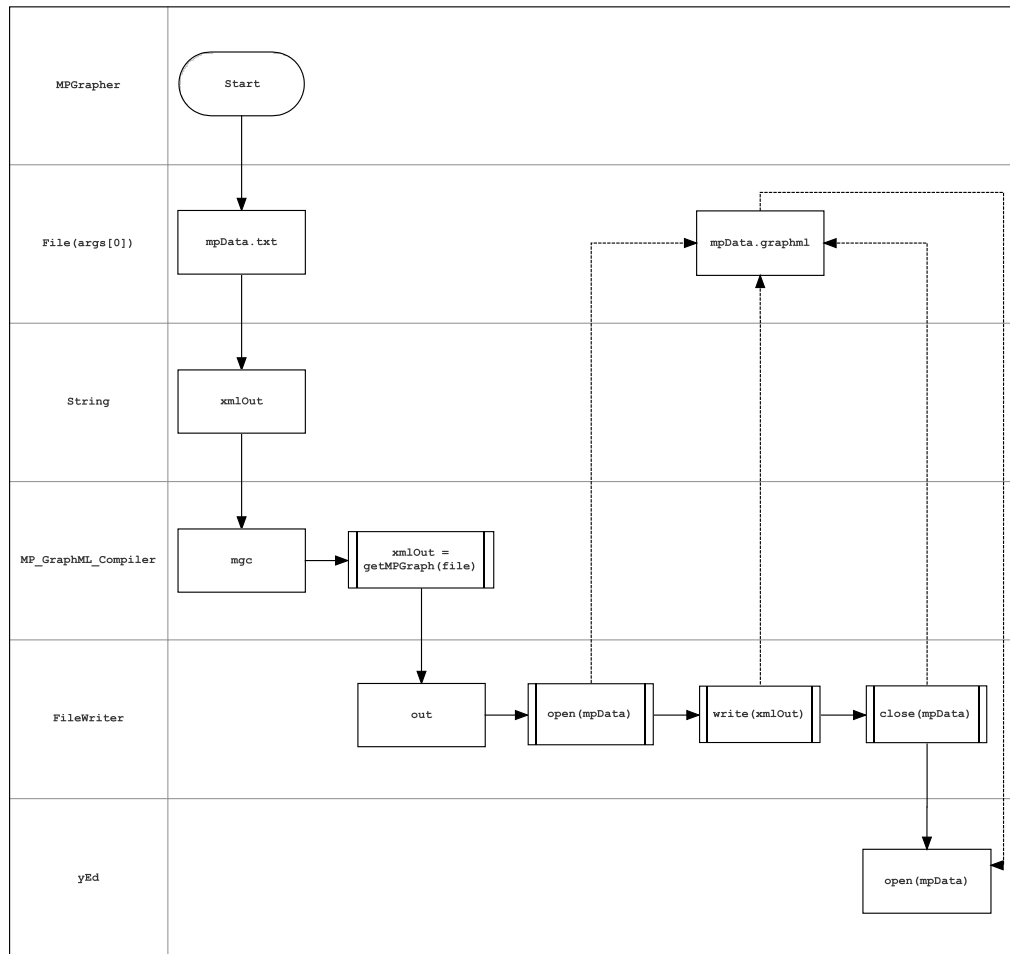 MPGrapher
Start
File(args[0])
mpData.txt
mpData.graphml
String
xmlOut
MP_GraphML_Compiler
mgc
xmlOut =
getMPGraph(file)
FileWriter
out
open(mpData)
write(xmlOut)
close(mpData)
yEd
open(mpData)